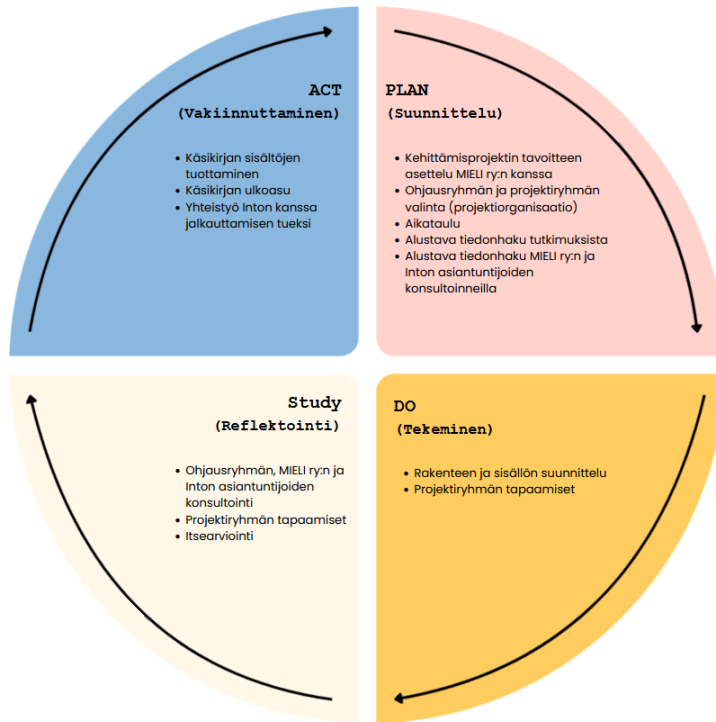 ACT
(Vakiinnuttaminen)
• Käsikirjan sisältöjen
tuottaminen
• Käsikirjan ulkoasu
• Yhteistyö Inton kanssa
jalkauttamisen tueksi
PLAN
(Suunnittelu)
• Kehittämisprojektin tavoitteen
asettelu MIELI ry:n kanssa
• Ohjausryhmän ja projektiryhmän
valinta (projektiorganisaatio)
• Aikataulu
• Alustava tiedonhaku tutkimuksista
• Alustava tiedonhaku MIELI ry:n ja
Inton asiantuntijoiden
konsultoinneilla
Study
(Reflektointi)
• Ohjausryhmän, MIELI ry:n ja
Inton asiantuntijoiden
konsultointi
• Projektiryhmän tapaamiset
• Itsearviointi
DO
(Tekeminen)
• Rakenteen ja sisällön suunnittelu
• Projektiryhmän tapaamiset